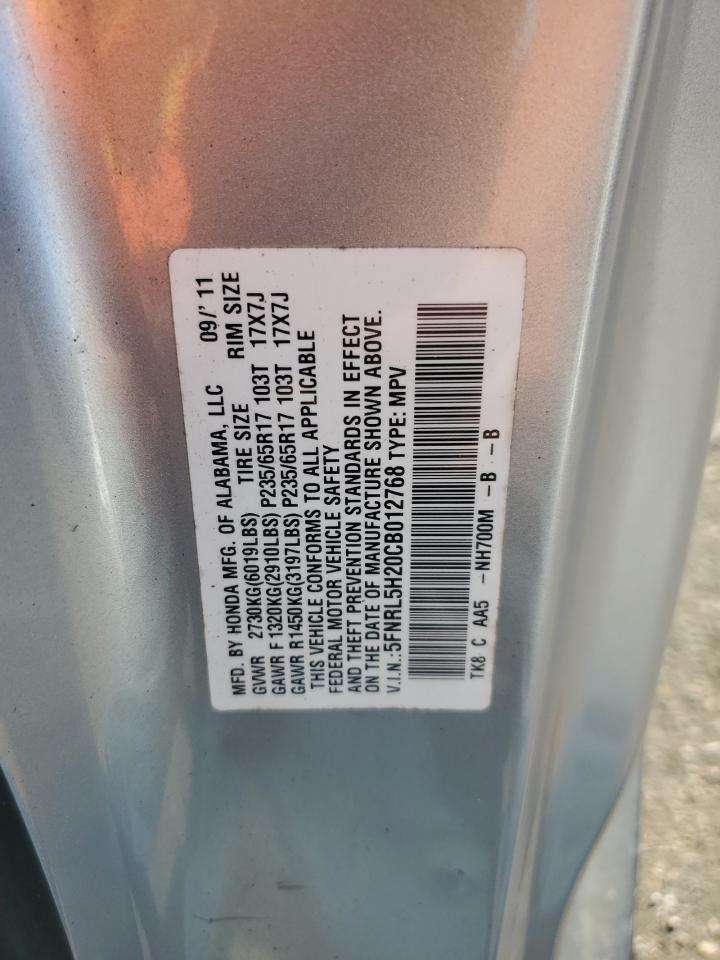 MFD. BY HONDA MFG. OF ALABAMA, LLC 09/'11
GVWR 2730KG(6019LBS) TIRE SIZE RIM SIZE
GAWR F 1320KG(2910LBS) P235/65R17 103T 17X7J
GAWR R1450KG(3197LBS) P235/65R17 103T 17X7J
THIS VEHICLE CONFORMS TO ALL APPLICABLE
FEDERAL MOTOR VEHICLE SAFETY
AND THEFT PREVENTION STANDARDS IN EFFECT
ON THE DATE OF MANUFACTURE SHOWN ABOVE.
V.I.N.:5FNRL5H20CB012768 TYPE: MPV
TK8 C AA5 -NH700M -B -B